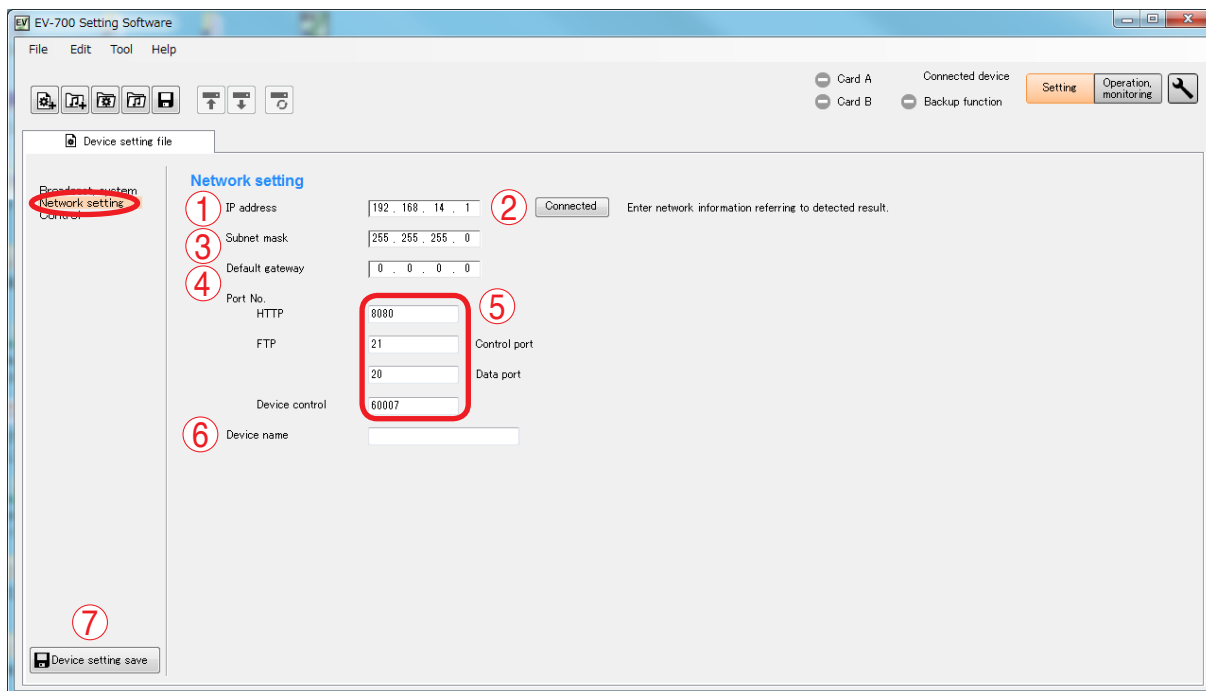 EV EV-700 Setting Software
File Edit Tool Help
Card A Connected device
Card B Backup function
Setting Operation, monitoring
Device setting file
Broadcast system
Network setting
Control
Network setting
① IP address 192 . 168 . 14 . 1 ② Connected Enter network information referring to detected result.
③ Subnet mask 255 . 255 . 255 . 0
④ Default gateway 0 . 0 . 0 . 0
Port No. ⑤
HTTP 8080
FTP 21 Control port
20 Data port
Device control 60007
⑥ Device name
⑦
Device setting save